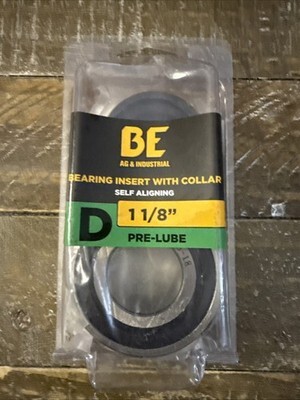 BE
AG & INDUSTRIAL
BEARING INSERT WITH COLLAR
SELF ALIGNING
D
1 1/8"
PRE-LUBE